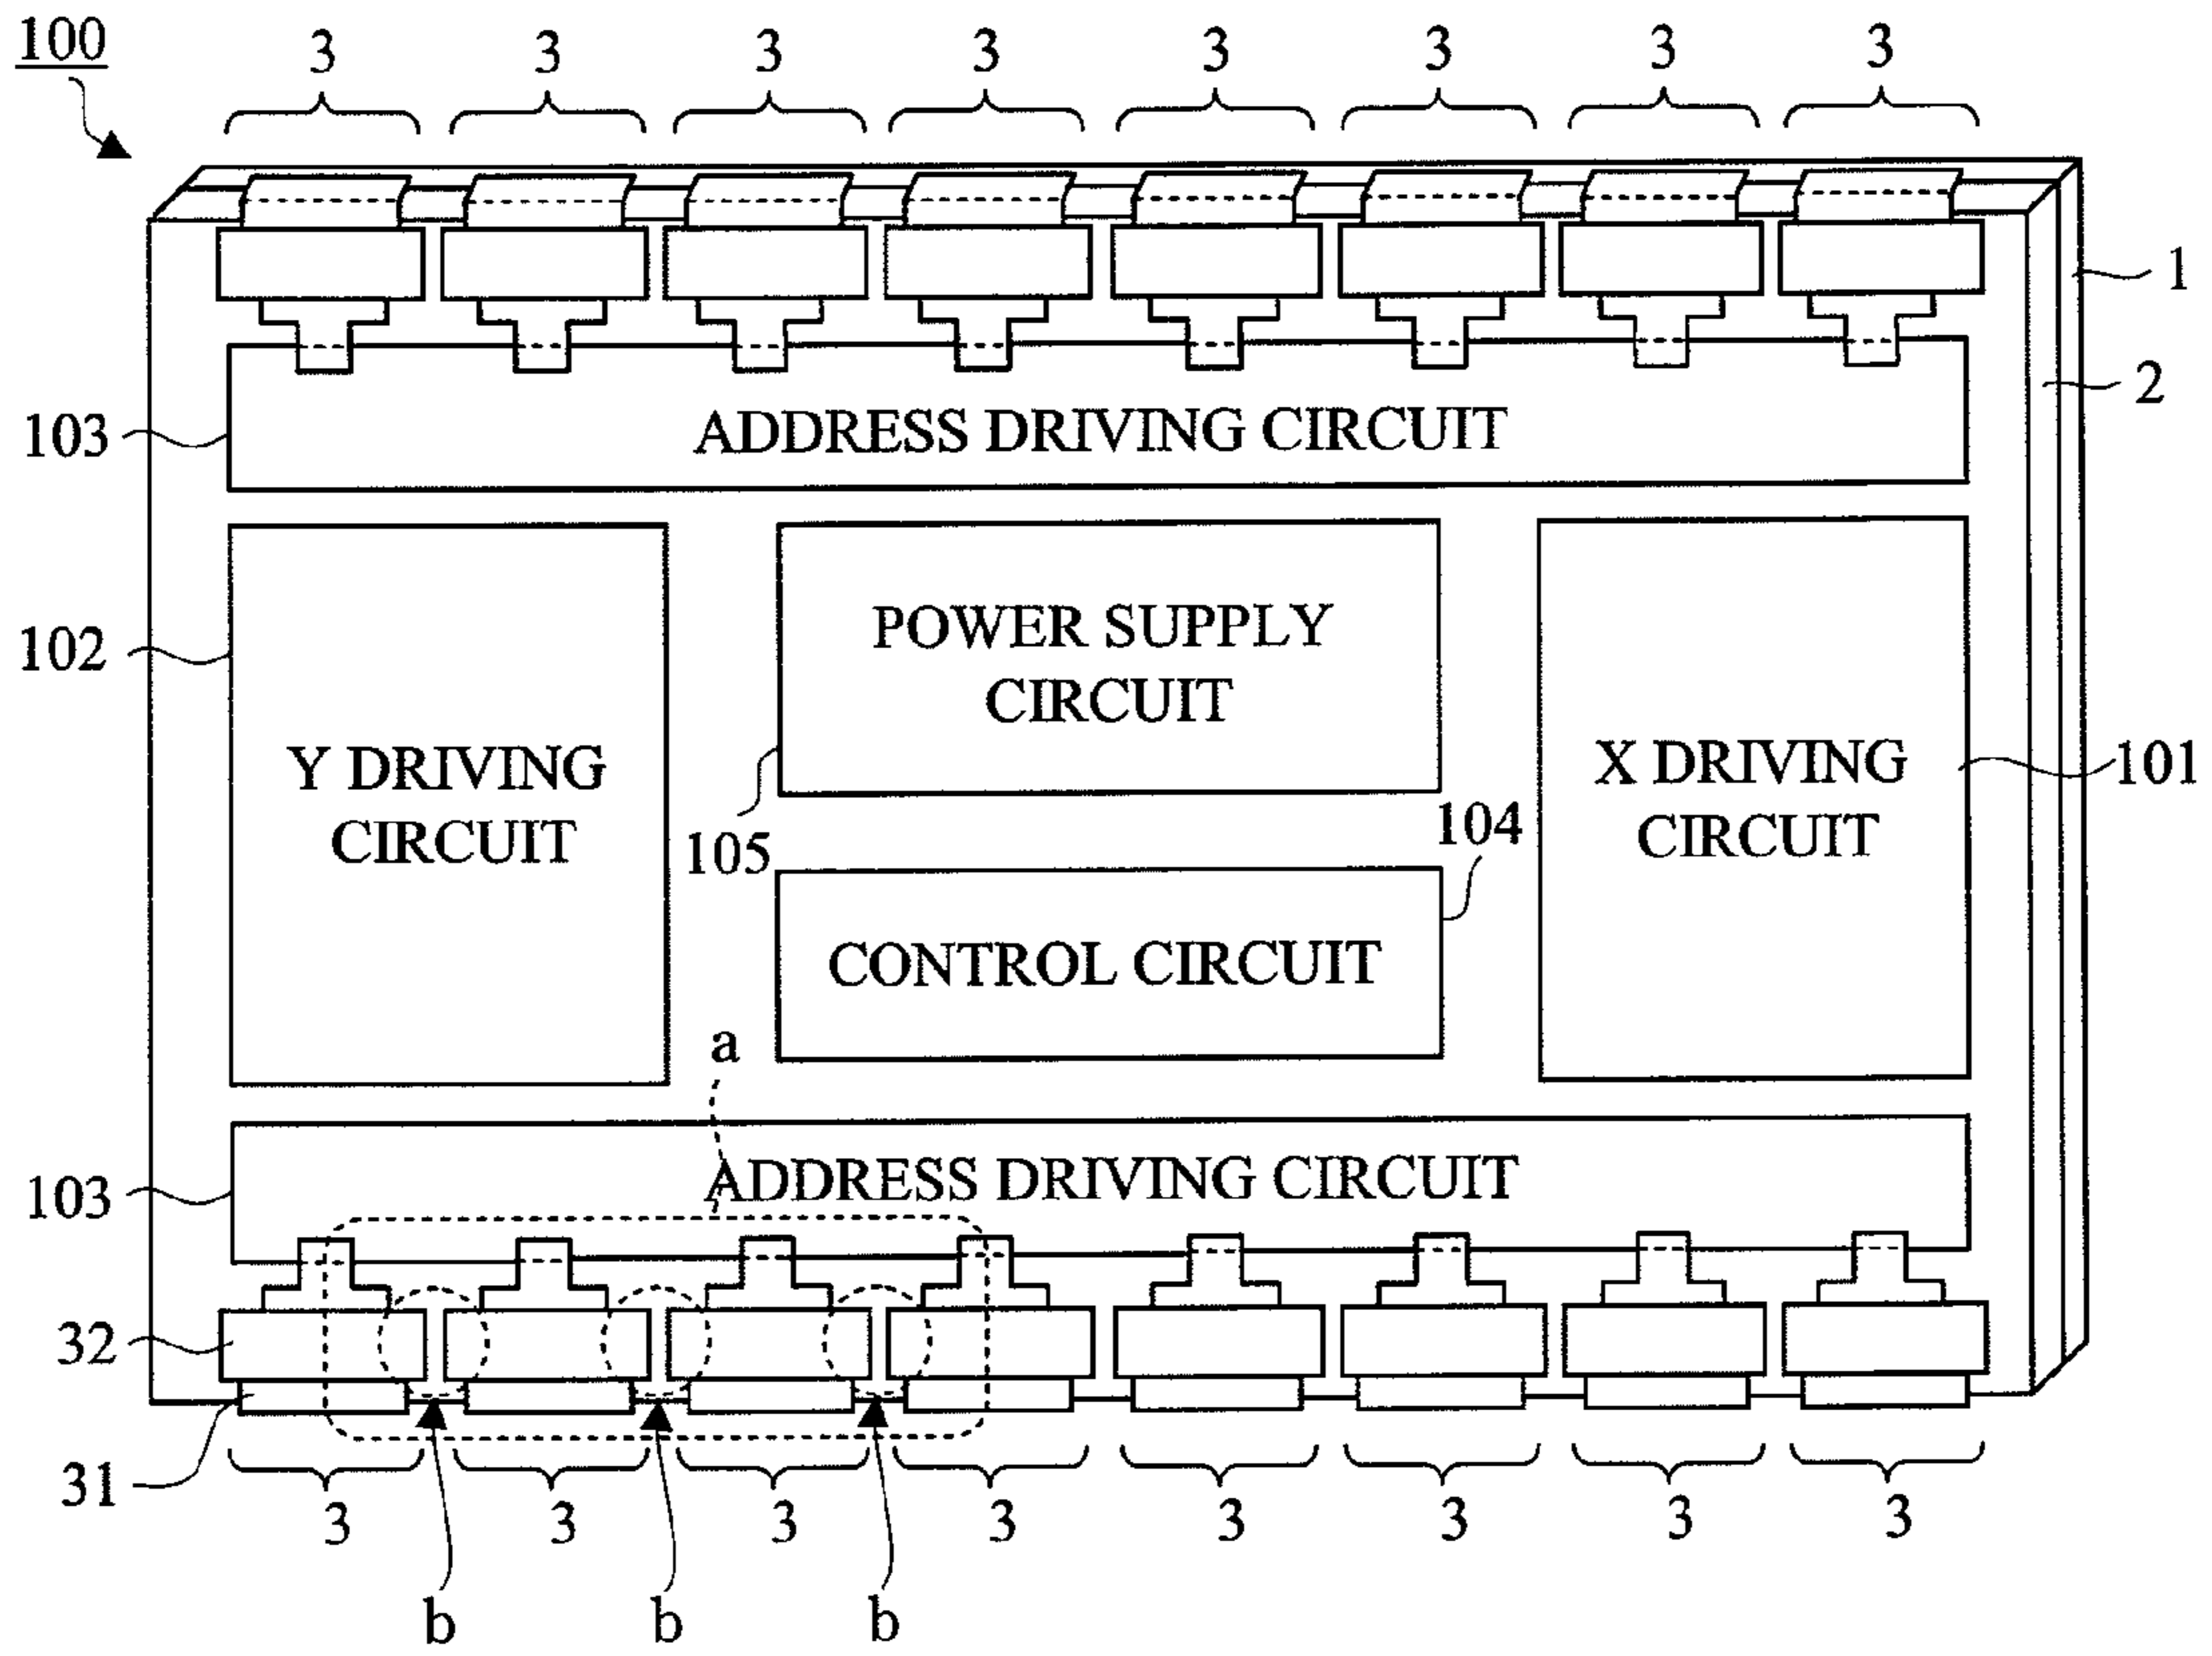 100
3 3 3 3 3 3 3 3
1
2
103
ADDRESS DRIVING CIRCUIT
102
Y DRIVING
CIRCUIT
POWER SUPPLY
CIRCUIT
105
X DRIVING
CIRCUIT
101
104
CONTROL CIRCUIT
a
103
ADDRESS DRIVING CIRCUIT
32
31
3 3 3 3 3 3 3 3
b b b